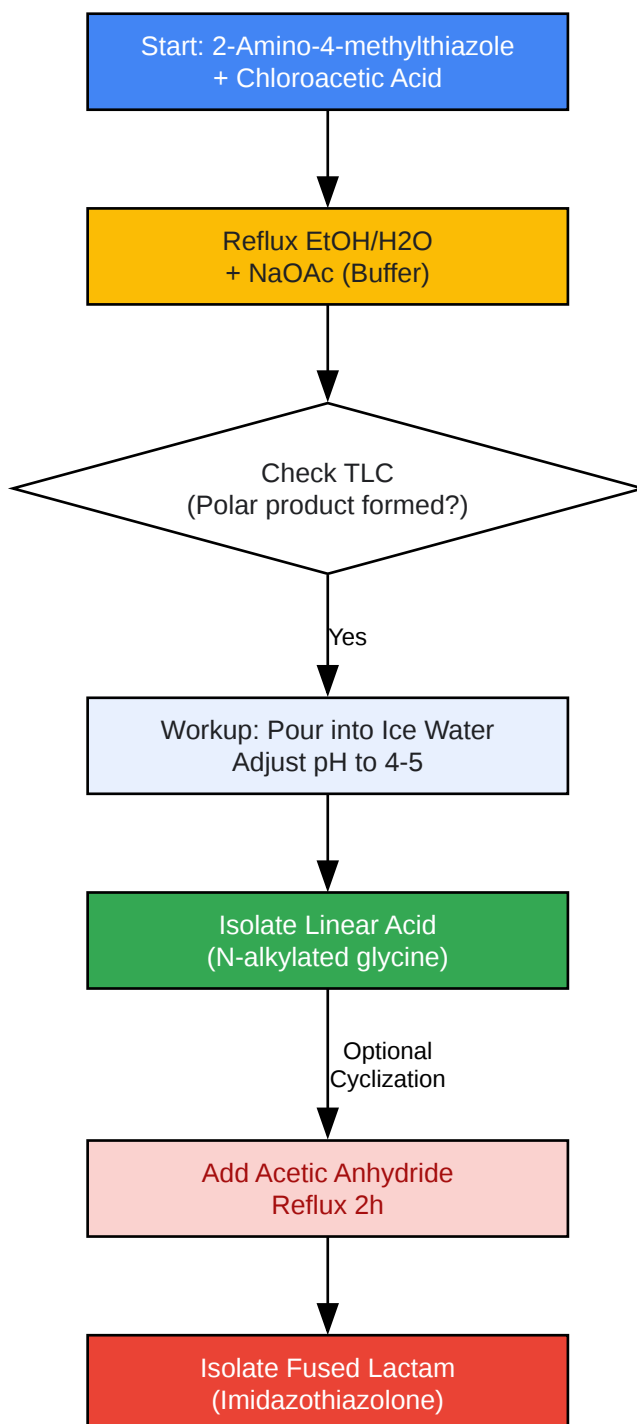 Start: 2-Amino-4-methylthiazole
+ Chloroacetic Acid
Reflux EtOH/H2O
+ NaOAc (Buffer)
Check TLC
(Polar product formed?)
Yes
Workup: Pour into Ice Water
Adjust pH to 4-5
Isolate Linear Acid
(N-alkylated glycine)
Optional
Cyclization
Add Acetic Anhydride
Reflux 2h
Isolate Fused Lactam
(Imidazothiazolone)